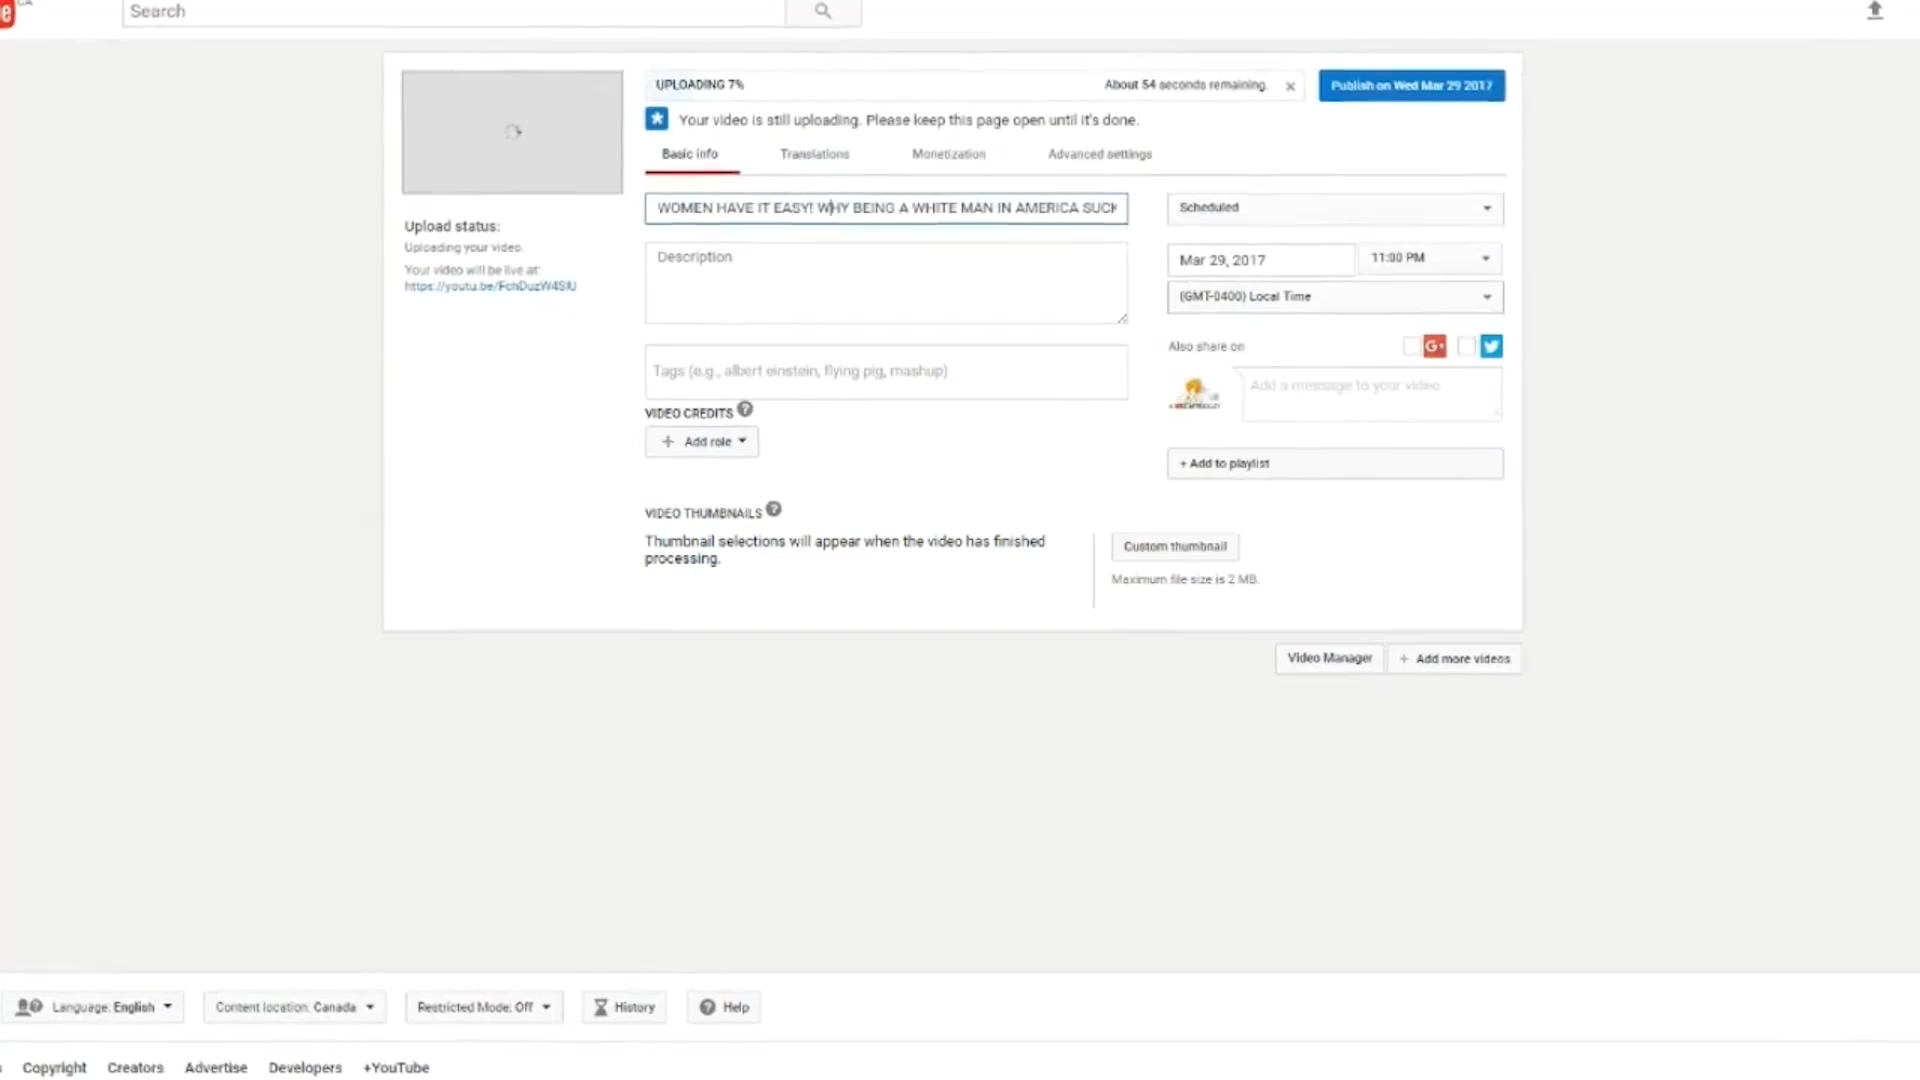 CA
Search
UPLOADING 7%
About 54 seconds remaining.
Publish on Wed Mar 29 2017
Your video is still uploading. Please keep this page open until it's done.
Basic info
Translations
Monetization
Advanced settings
WOMEN HAVE IT EASY! WHY BEING A WHITE MAN IN AMERICA SUCK
Scheduled
Upload status:
Uploading your video.
Your video will be live at:
https://youtu.be/FchDuzW4SIU
Description
Mar 29, 2017
11:00 PM
(GMT-0400) Local Time
Also share on
G+
Tags (e.g., albert einstein, flying pig, mashup)
Add a message to your video
VIDEO CREDITS ?
+ Add role
+ Add to playlist
VIDEO THUMBNAILS ?
Thumbnail selections will appear when the video has finished
processing.
Custom thumbnail
Maximum file size is 2 MB.
Video Manager
+ Add more videos
Language: English
Content location: Canada
Restricted Mode: Off
History
? Help
Copyright
Creators
Advertise
Developers
+YouTube